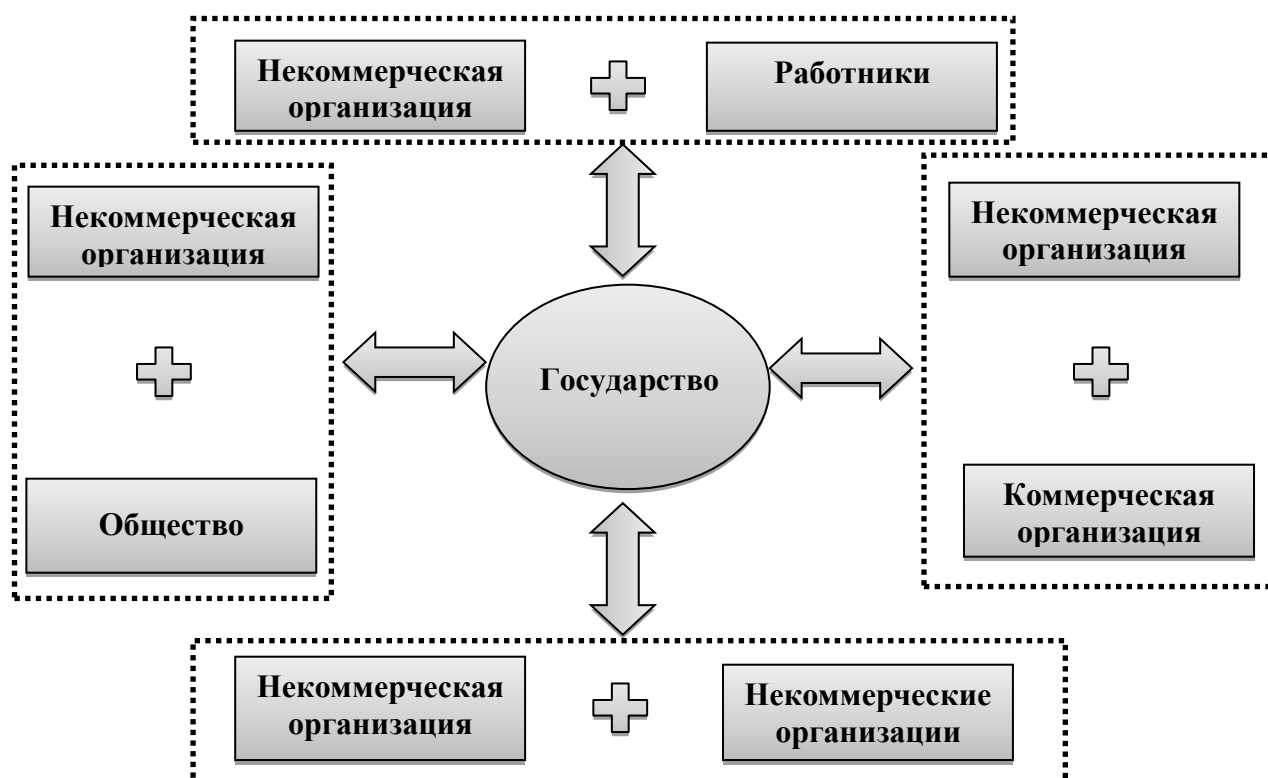 Некоммерческая
организация
Работники
Некоммерческая
организация
Некоммерческая
организация
Государство
Общество
Коммерческая
организация
Некоммерческая
организация
Некоммерческие
организации